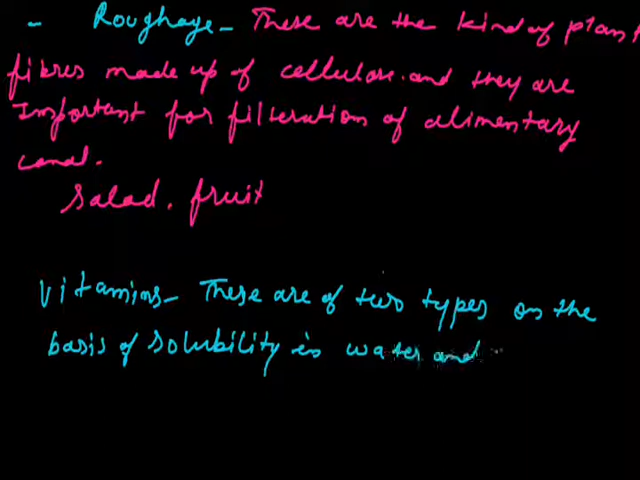 - Roughage - These are the kind of plant
fibres made up of cellulose. and they are
Important for filteration of alimentary
canal.
Salad. fruit
Vitamins - These are of two types on the
basis of solubility in water and